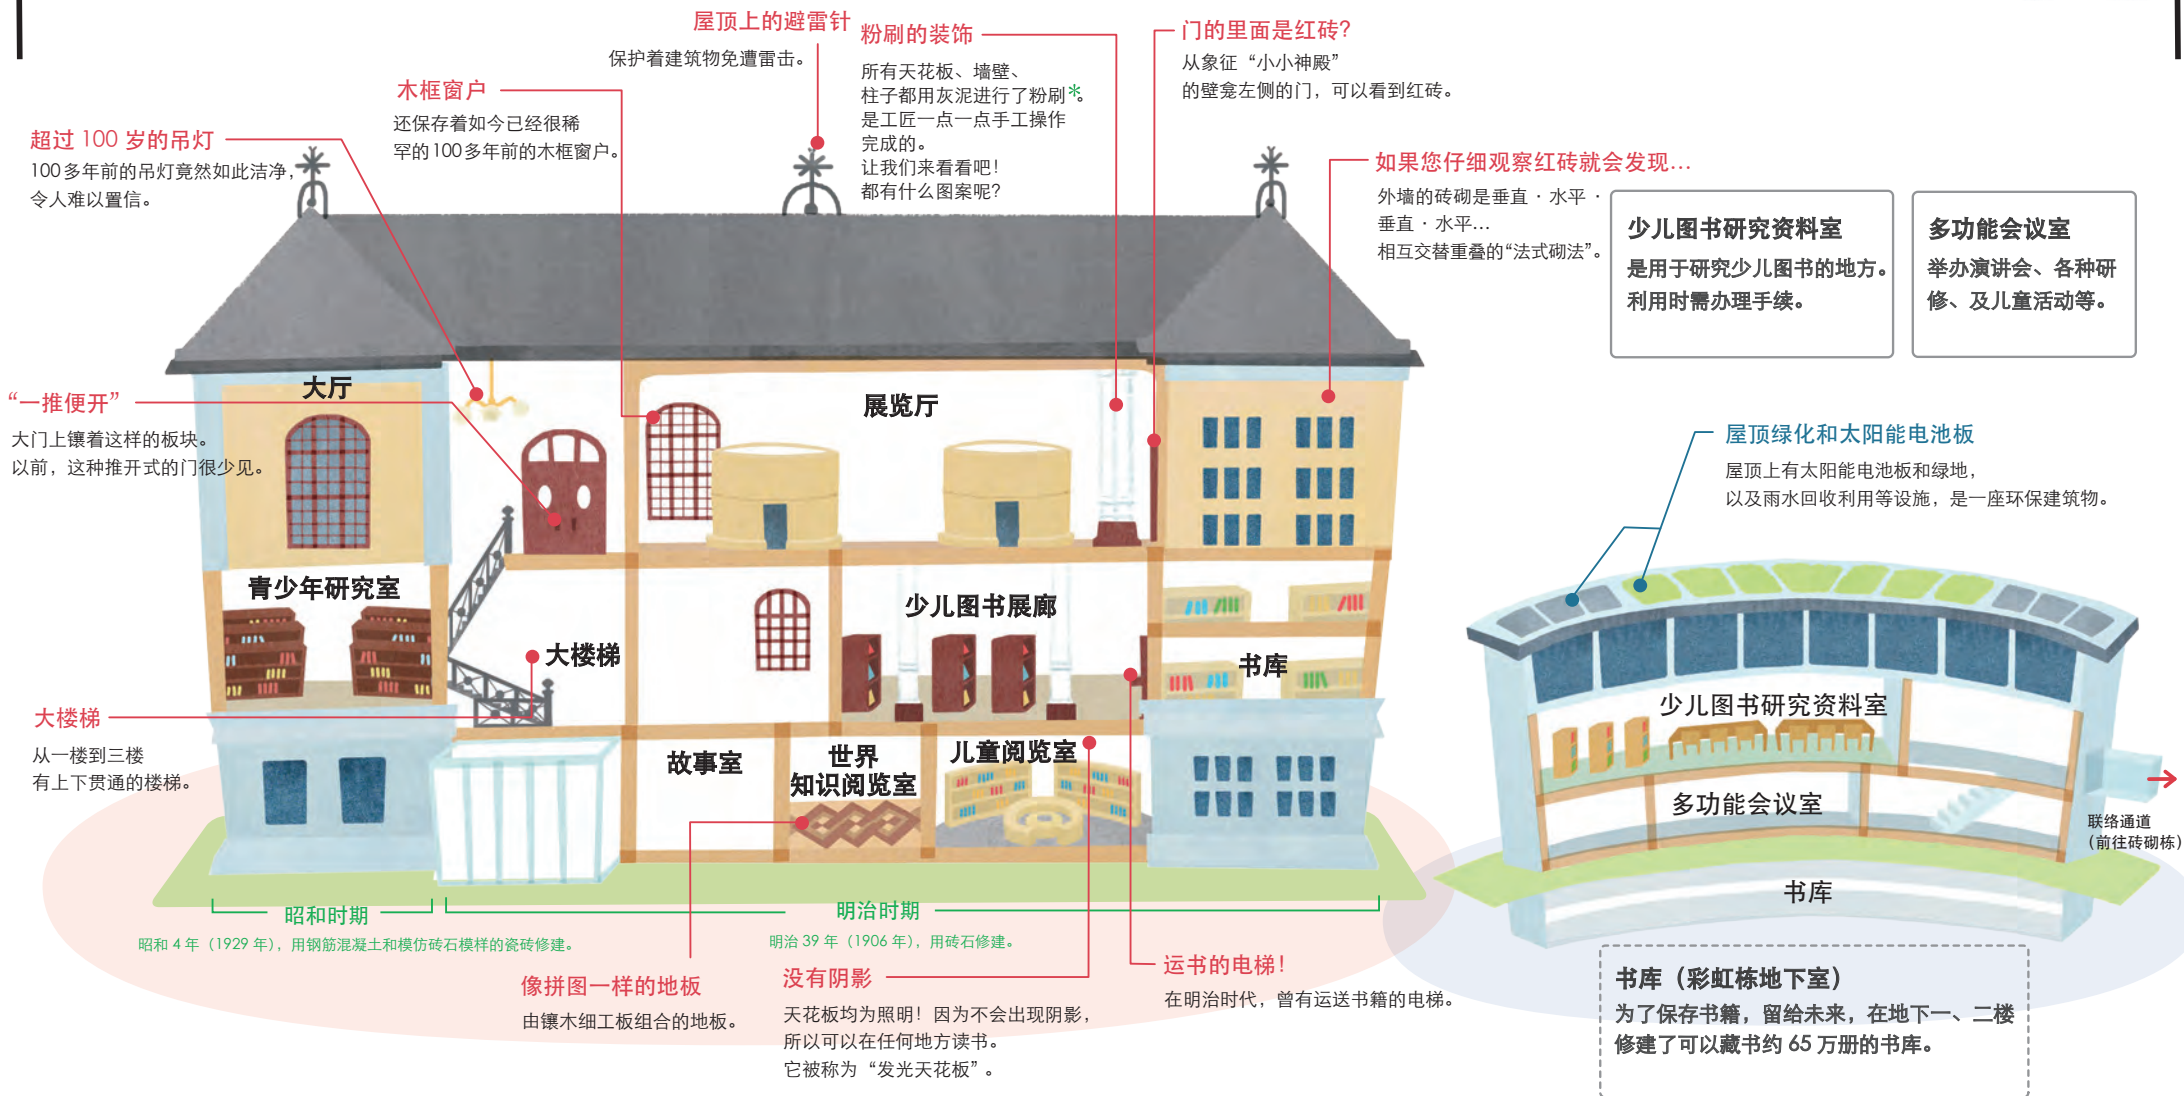 屋顶上的避雷针
保护着建筑物免遭雷击。
粉刷的装饰
所有天花板、墙壁、
柱子都用灰泥进行了粉刷*。
是工匠一点一点手工操作
完成的。
让我们来看看吧！
都有什么图案呢？
门的里面是红砖？
从象征“小小神殿”
的壁龛左侧的门，可以看到红砖。
木框窗户
还保存着如今已经很稀
罕的100多年前的木框窗户。
超过 100 岁的吊灯
100多年前的吊灯竟然如此洁净，
令人难以置信。
如果您仔细观察红砖就会发现…
外墙的砖砌是垂直・水平・
垂直・水平…
相互交替重叠的“法式砌法”。
少儿图书研究资料室
是用于研究少儿图书的地方。
利用时需办理手续。
多功能会议室
举办演讲会、各种研
修、及儿童活动等。
“一推便开”
大门上镶着这样的板块。
以前，这种推开式的门很少见。
大厅
展览厅
青少年研究室
大楼梯
少儿图书展廊
书库
大楼梯
从一楼到三楼
有上下贯通的楼梯。
故事室
世界
知识阅览室
儿童阅览室
屋顶绿化和太阳能电池板
屋顶上有太阳能电池板和绿地，
以及雨水回收利用等设施，是一座环保建筑物。
少儿图书研究资料室
多功能会议室
书库
联络通道
(前往砖砌栋)
昭和时期
昭和 4 年（1929 年），用钢筋混凝土和模仿砖石模样的瓷砖修建。
明治时期
明治 39 年（1906 年），用砖石修建。
像拼图一样的地板
由镶木细工板组合的地板。
没有阴影
天花板均为照明！因为不会出现阴影，
所以可以在任何地方读书。
它被称为“发光天花板”。
运书的电梯！
在明治时代，曾有运送书籍的电梯。
书库（彩虹栋地下室）
为了保存书籍，留给未来，在地下一、二楼
修建了可以藏书约 65 万册的书库。